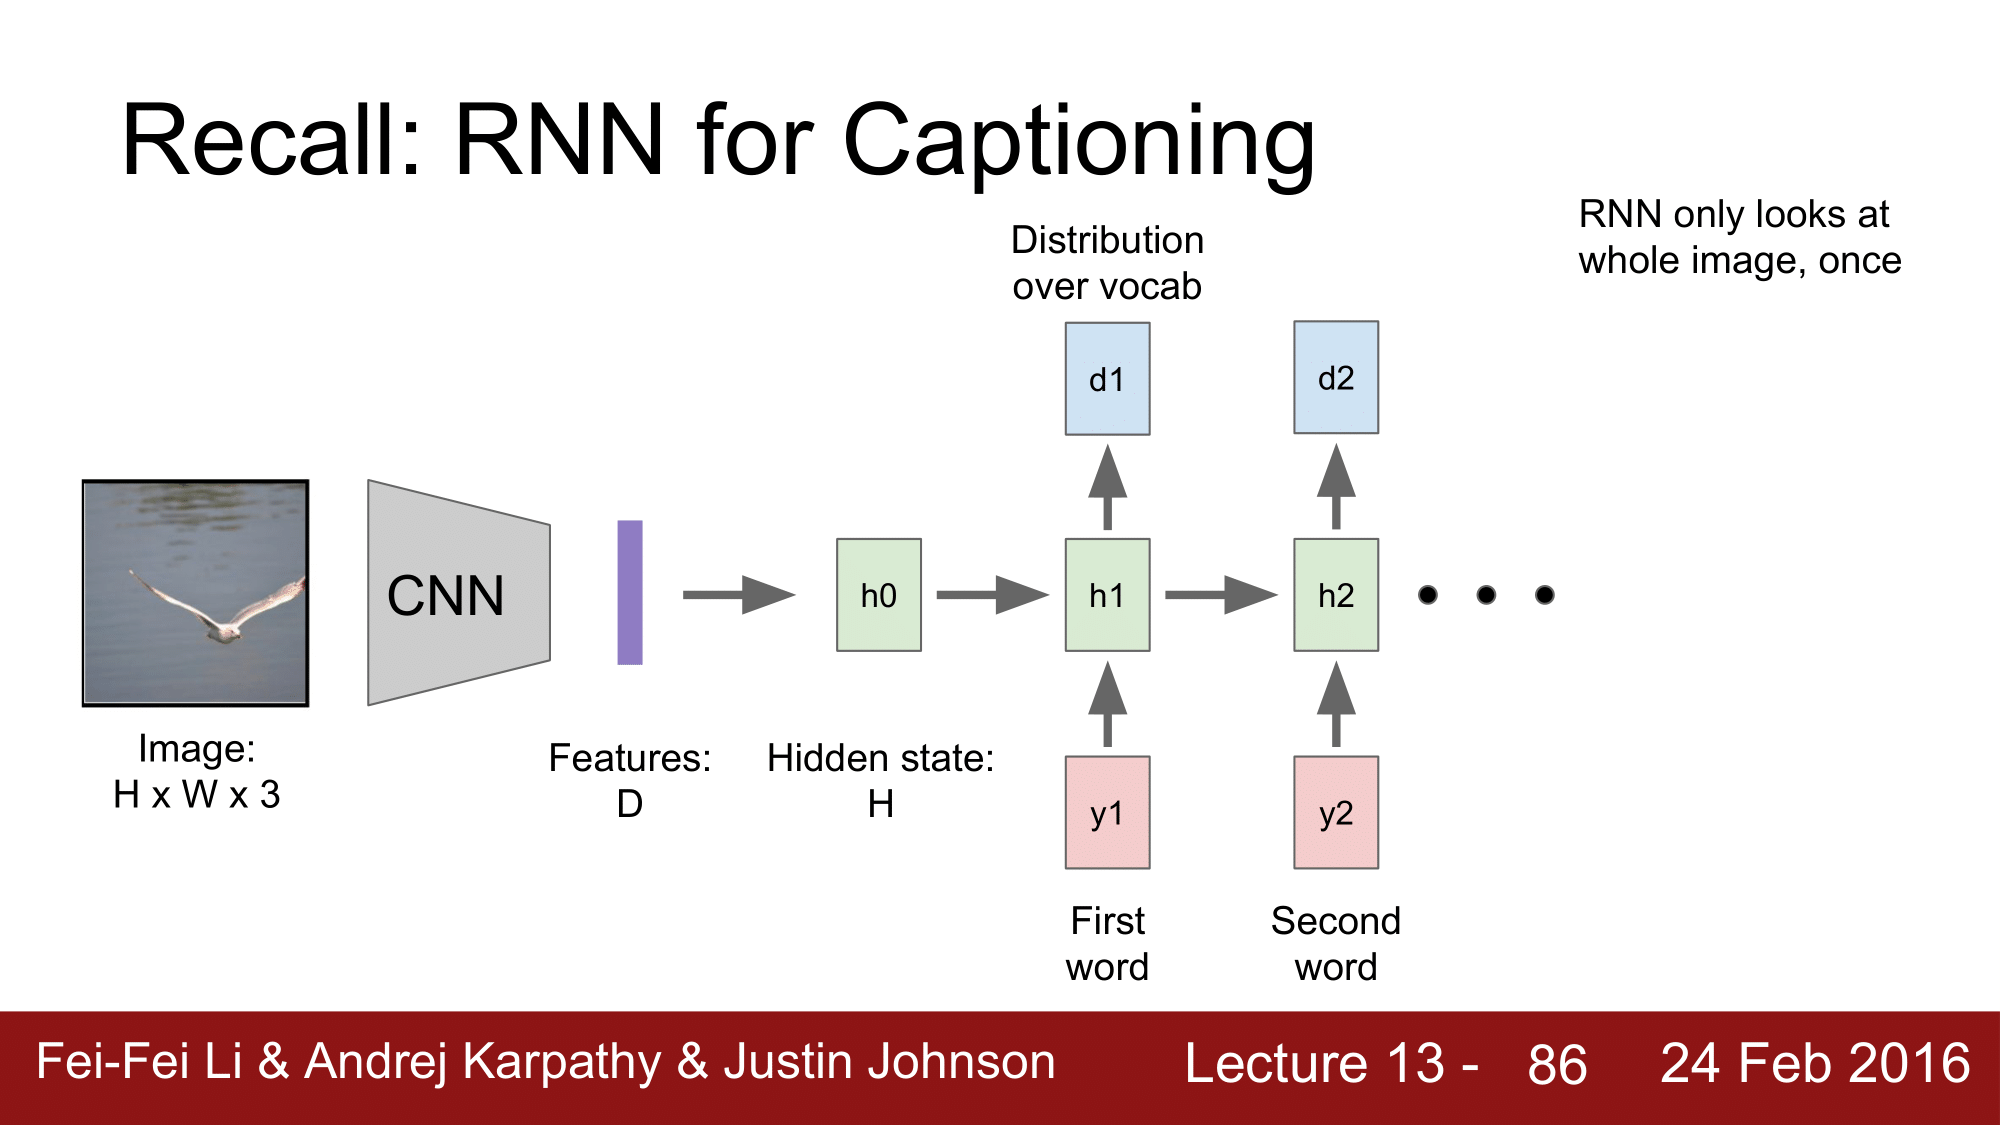 Recall: RNN for Captioning
RNN only looks at
whole image, once
Distribution
over vocab
d1
d2
CNN
h0
h1
h2
Image:
H x W x 3
Features:
D
Hidden state:
H
y1
y2
First
word
Second
word
Fei-Fei Li & Andrej Karpathy & Justin Johnson
Lecture 13 - 86
24 Feb 2016